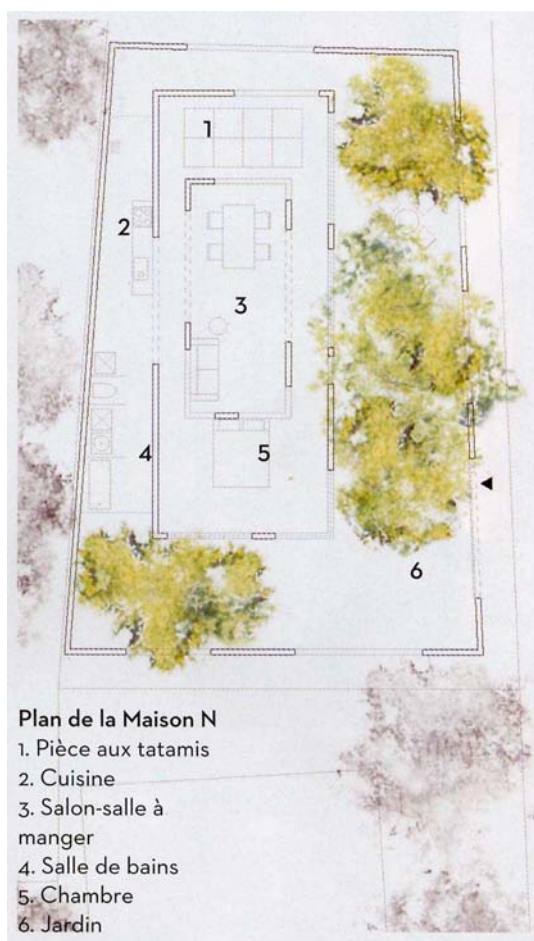 1
2
3
4
5
6
Plan de la Maison N
1. Pièce aux tatamis
2. Cuisine
3. Salon-salle à
manger
4. Salle de bains
5. Chambre
6. Jardin